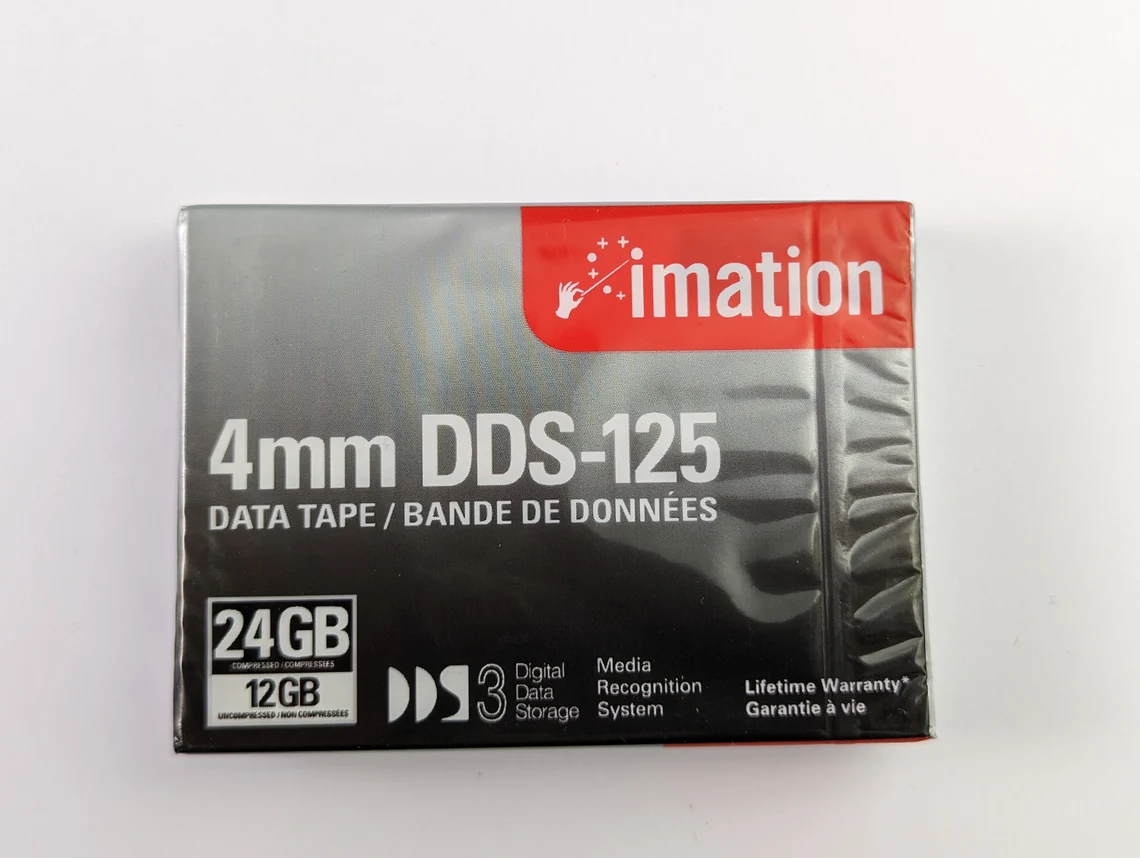 imation
4mm DDS-125
DATA TAPE / BANDE DE DONNÉES
24GB
COMPRESSED / COMPRESSÉES
12GB
UNCOMPRESSED / NON COMPRESSÉES
DDS3
Digital
Data
Storage
Media
Recognition
System
Lifetime Warranty*
Garantie à vie